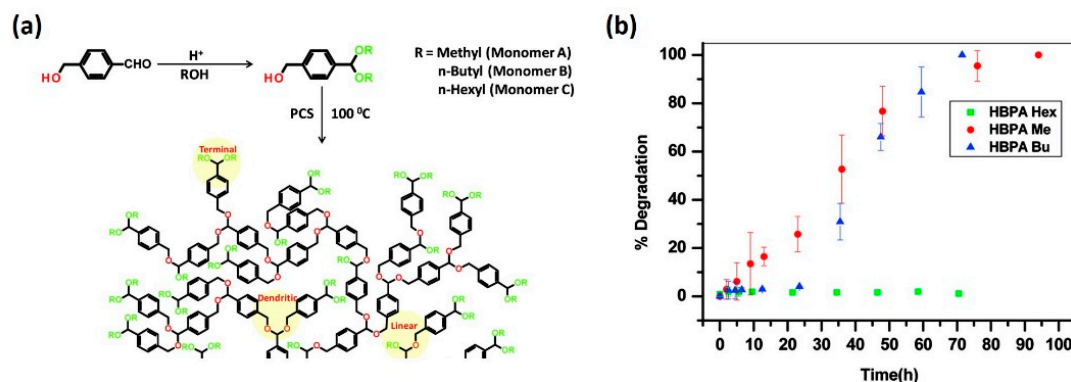 (a)
HO
CHO
H⁺
ROH
HO
OR
OR
R = Methyl (Monomer A)
n-Butyl (Monomer B)
n-Hexyl (Monomer C)
PCS
100 ⁰C
Terminal
Dendritic
Linear
(b)
% Degradation
100
80
60
40
20
0
HBPA Hex
HBPA Me
HBPA Bu
0 10 20 30 40 50 60 70 80 90 100
Time(h)